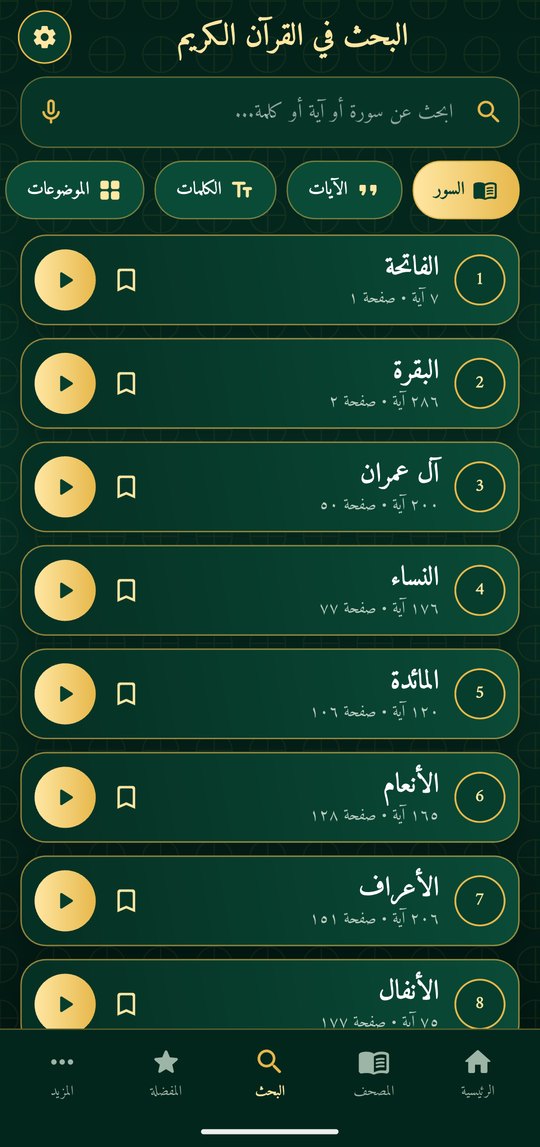 البحث في القرآن الكريم
ابحث عن سورة أو آية أو كلمة...
السور
الآيات
الكلمات
الموضوعات
1
الفاتحة
٧ آية • صفحة ١
2
البقرة
٢٨٦ آية • صفحة ٢
3
آل عمران
٢٠٠ آية • صفحة ٥٠
4
النساء
١٧٦ آية • صفحة ٧٧
5
المائدة
١٢٠ آية • صفحة ١٠٦
6
الأنعام
١٦٥ آية • صفحة ١٢٨
7
الأعراف
٢٠٦ آية • صفحة ١٥١
8
الأنفال
٧٥ آية • صفحة ١٧٧
الرئيسية
المصحف
البحث
المفضلة
المزيد